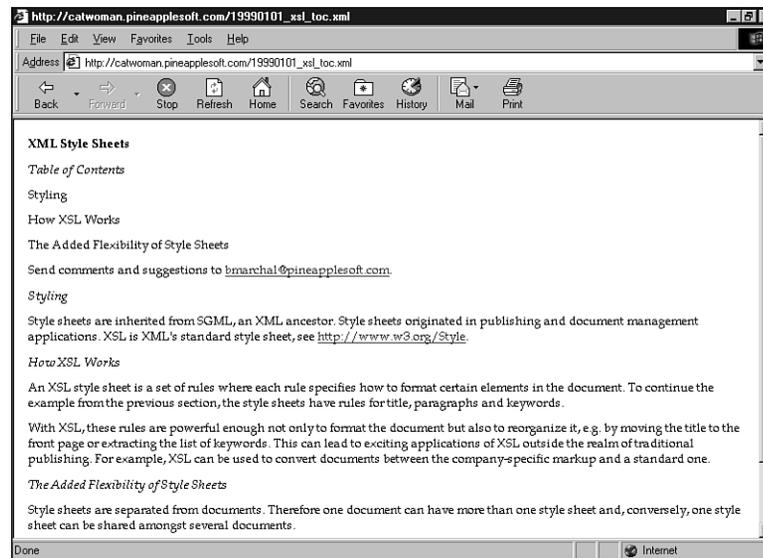 http://catwoman.pineapplesoft.com/19990101_xsl_toc.xml
File Edit View Favorites Tools Help
Address http://catwoman.pineapplesoft.com/19990101_xsl_toc.xml
Back Forward Stop Refresh Home Search Favorites History Mail Print
XML Style Sheets
Table of Contents
Styling
How XSL Works
The Added Flexibility of Style Sheets
Send comments and suggestions to bmarchal@pineapplesoft.com.
Styling
Style sheets are inherited from SGML, an XML ancestor. Style sheets originated in publishing and document management
applications. XSL is XML's standard style sheet, see http://www.w3.org/Style.
How XSL Works
An XSL style sheet is a set of rules where each rule specifies how to format certain elements in the document. To continue the
example from the previous section, the style sheets have rules for title, paragraphs and keywords.
With XSL, these rules are powerful enough not only to format the document but also to reorganize it, e.g. by moving the title to the
front page or extracting the list of keywords. This can lead to exciting applications of XSL outside the realm of traditional
publishing. For example, XSL can be used to convert documents between the company-specific markup and a standard one.
The Added Flexibility of Style Sheets
Style sheets are separated from documents. Therefore one document can have more than one style sheet and, conversely, one style
sheet can be shared amongst several documents.
Done Internet